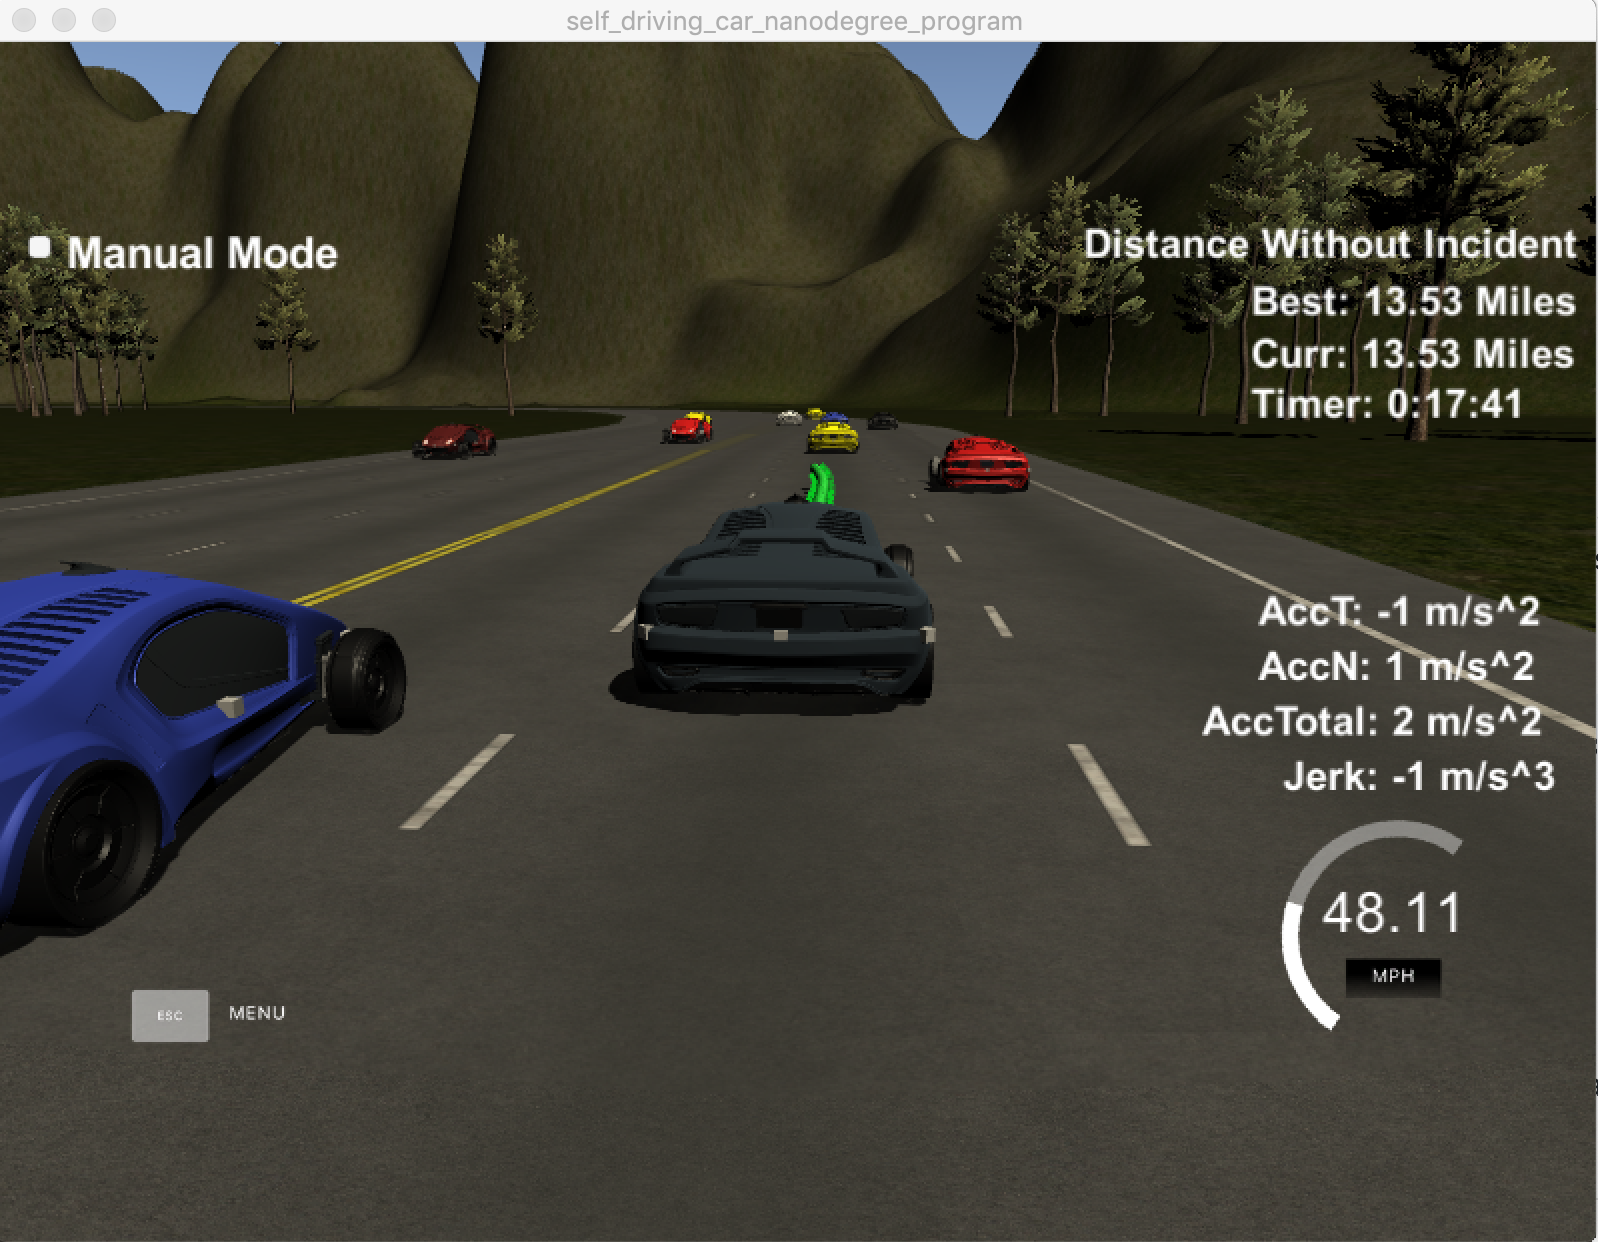 self_driving_car_nanodegree_program
Manual Mode
Distance Without Incident
Best: 13.53 Miles
Curr: 13.53 Miles
Timer: 0:17:41
AccT: -1 m/s^2
AccN: 1 m/s^2
AccTotal: 2 m/s^2
Jerk: -1 m/s^3
48.11
MPH
ESC MENU